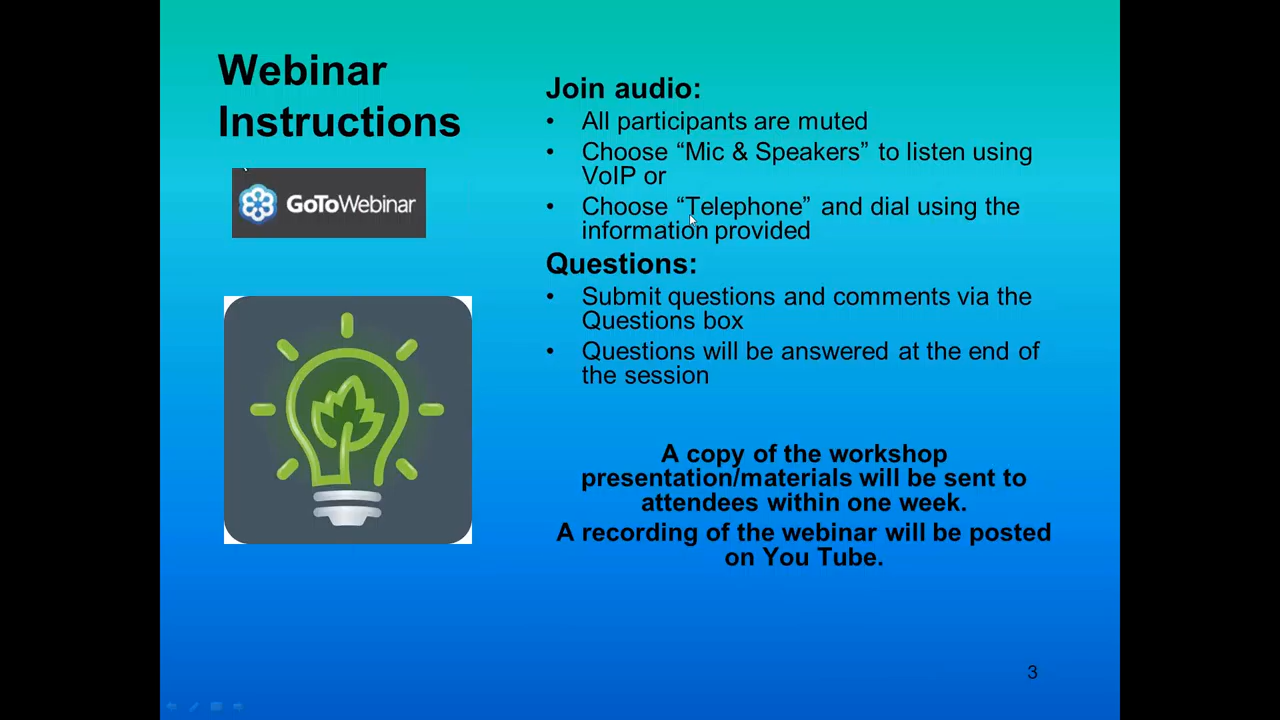 Webinar
Instructions
GoToWebinar
Join audio:
• All participants are muted
• Choose “Mic & Speakers” to listen using
VoIP or
• Choose “Telephone” and dial using the
information provided
Questions:
• Submit questions and comments via the
Questions box
• Questions will be answered at the end of
the session
A copy of the workshop
presentation/materials will be sent to
attendees within one week.
A recording of the webinar will be posted
on You Tube.
3